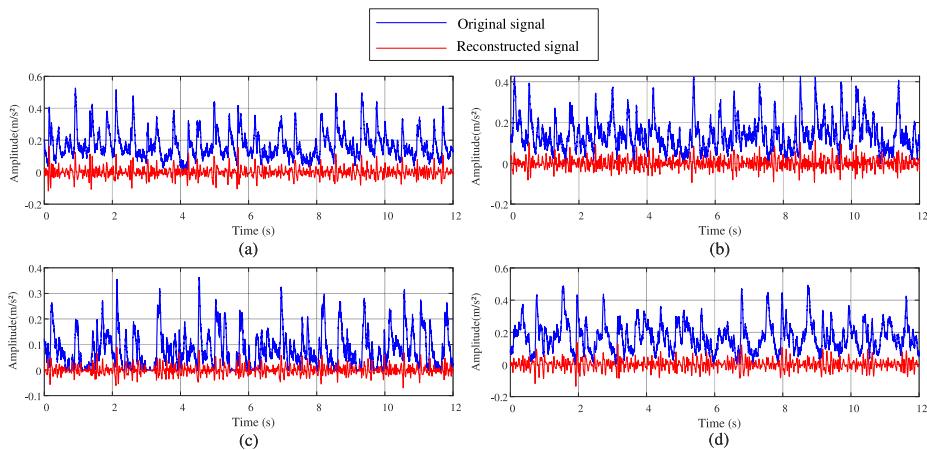 Original signal
Reconstructed signal
Amplitude(m/s²)
0.6
0.4
0.2
0
-0.2
0 2 4 6 8 10 12
Time (s)
(a)
Amplitude(m/s²)
0.4
0.2
0
-0.2
0 2 4 6 8 10 12
Time (s)
(b)
Amplitude(m/s²)
0.4
0.3
0.2
0.1
0
-0.1
0 2 4 6 8 10 12
Time (s)
(c)
Amplitude(m/s²)
0.6
0.4
0.2
0
-0.2
0 2 4 6 8 10 12
Time (s)
(d)